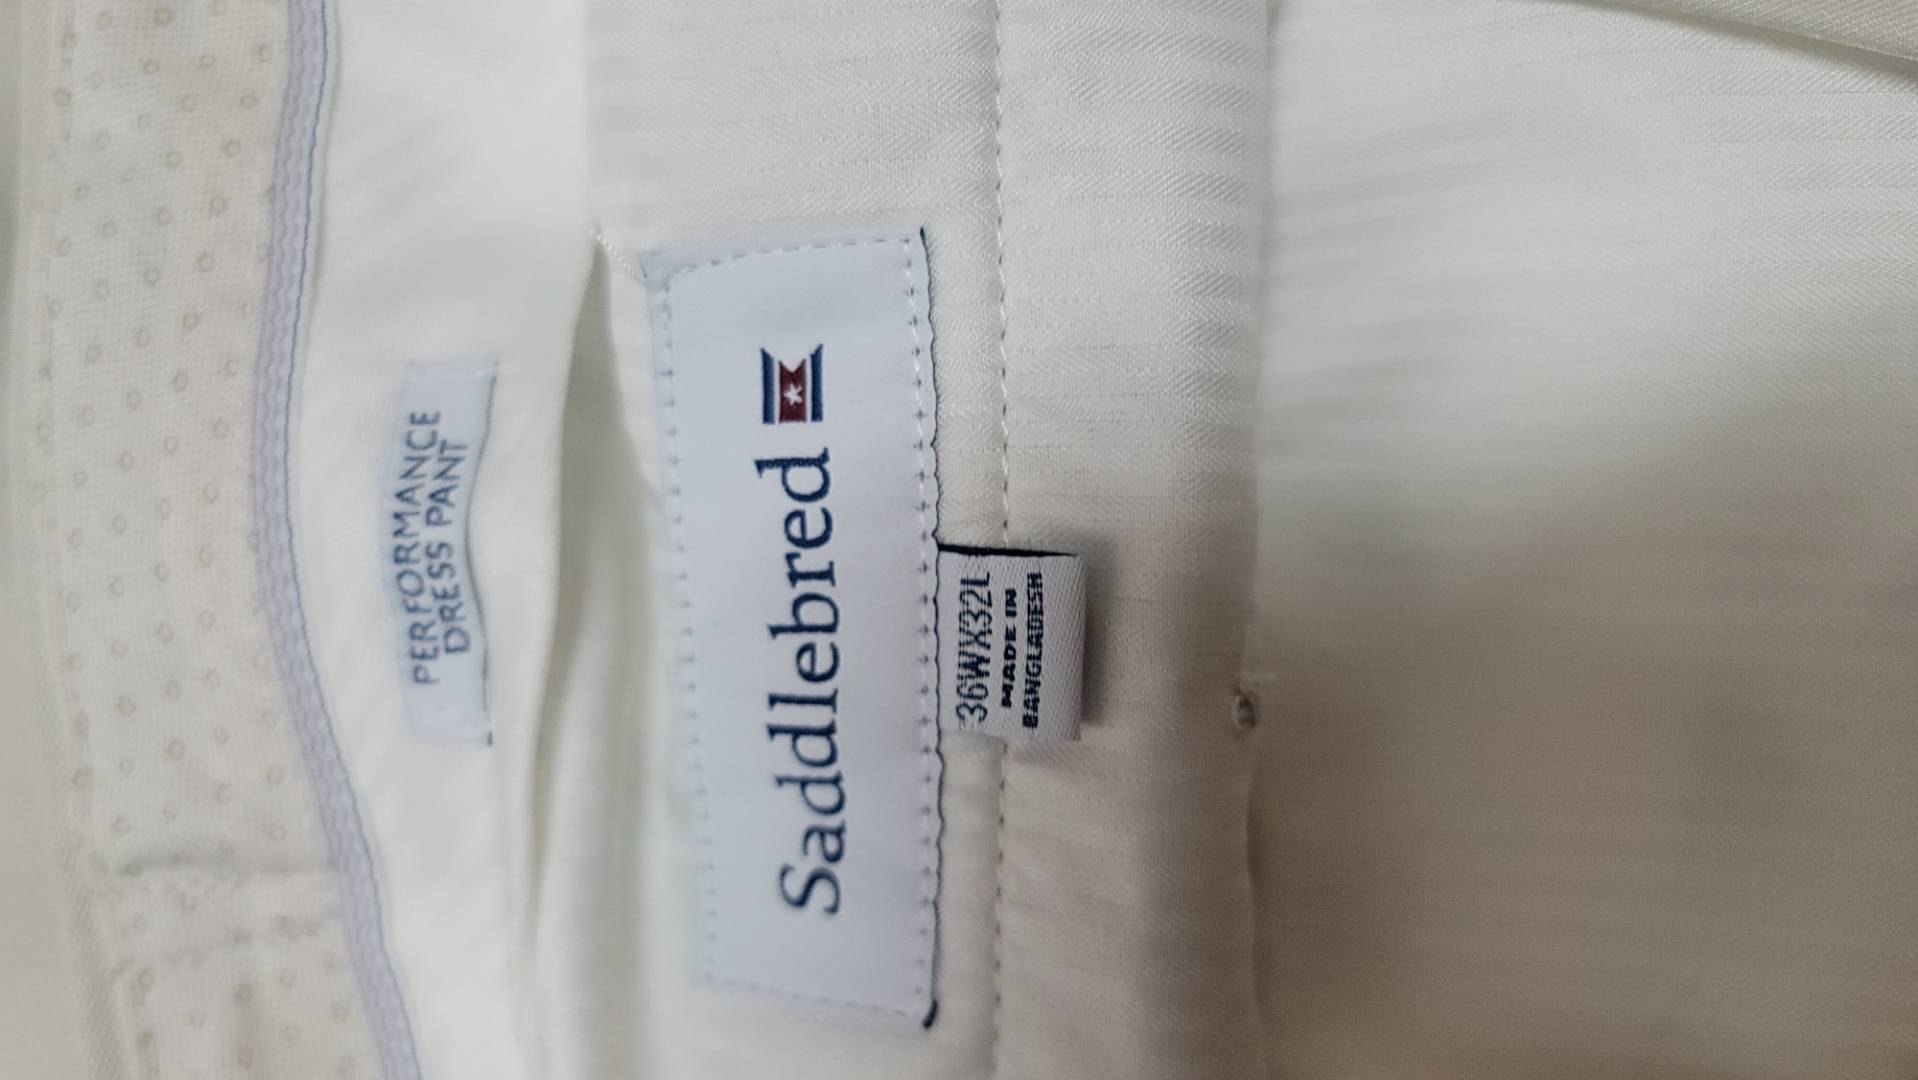 PERFORMANCE
DRESS PANT
Saddlebred
36WX32L
MADE IN
BANGLADESH